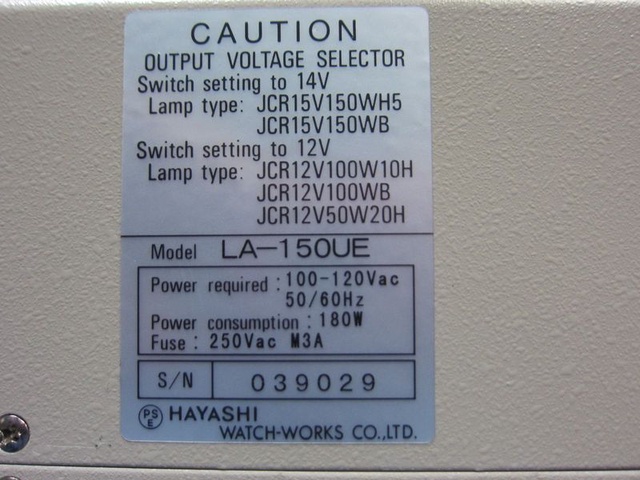 CAUTION
OUTPUT VOLTAGE SELECTOR
Switch setting to 14V
Lamp type: JCR15V150WH5
JCR15V150WB
Switch setting to 12V
Lamp type: JCR12V100W10H
JCR12V100WB
JCR12V50W20H
Model LA-150UE
Power required : 100-120Vac
50/60Hz
Power consumption : 180W
Fuse : 250Vac M3A
S/N 039029
PS E HAYASHI
WATCH-WORKS CO.,LTD.